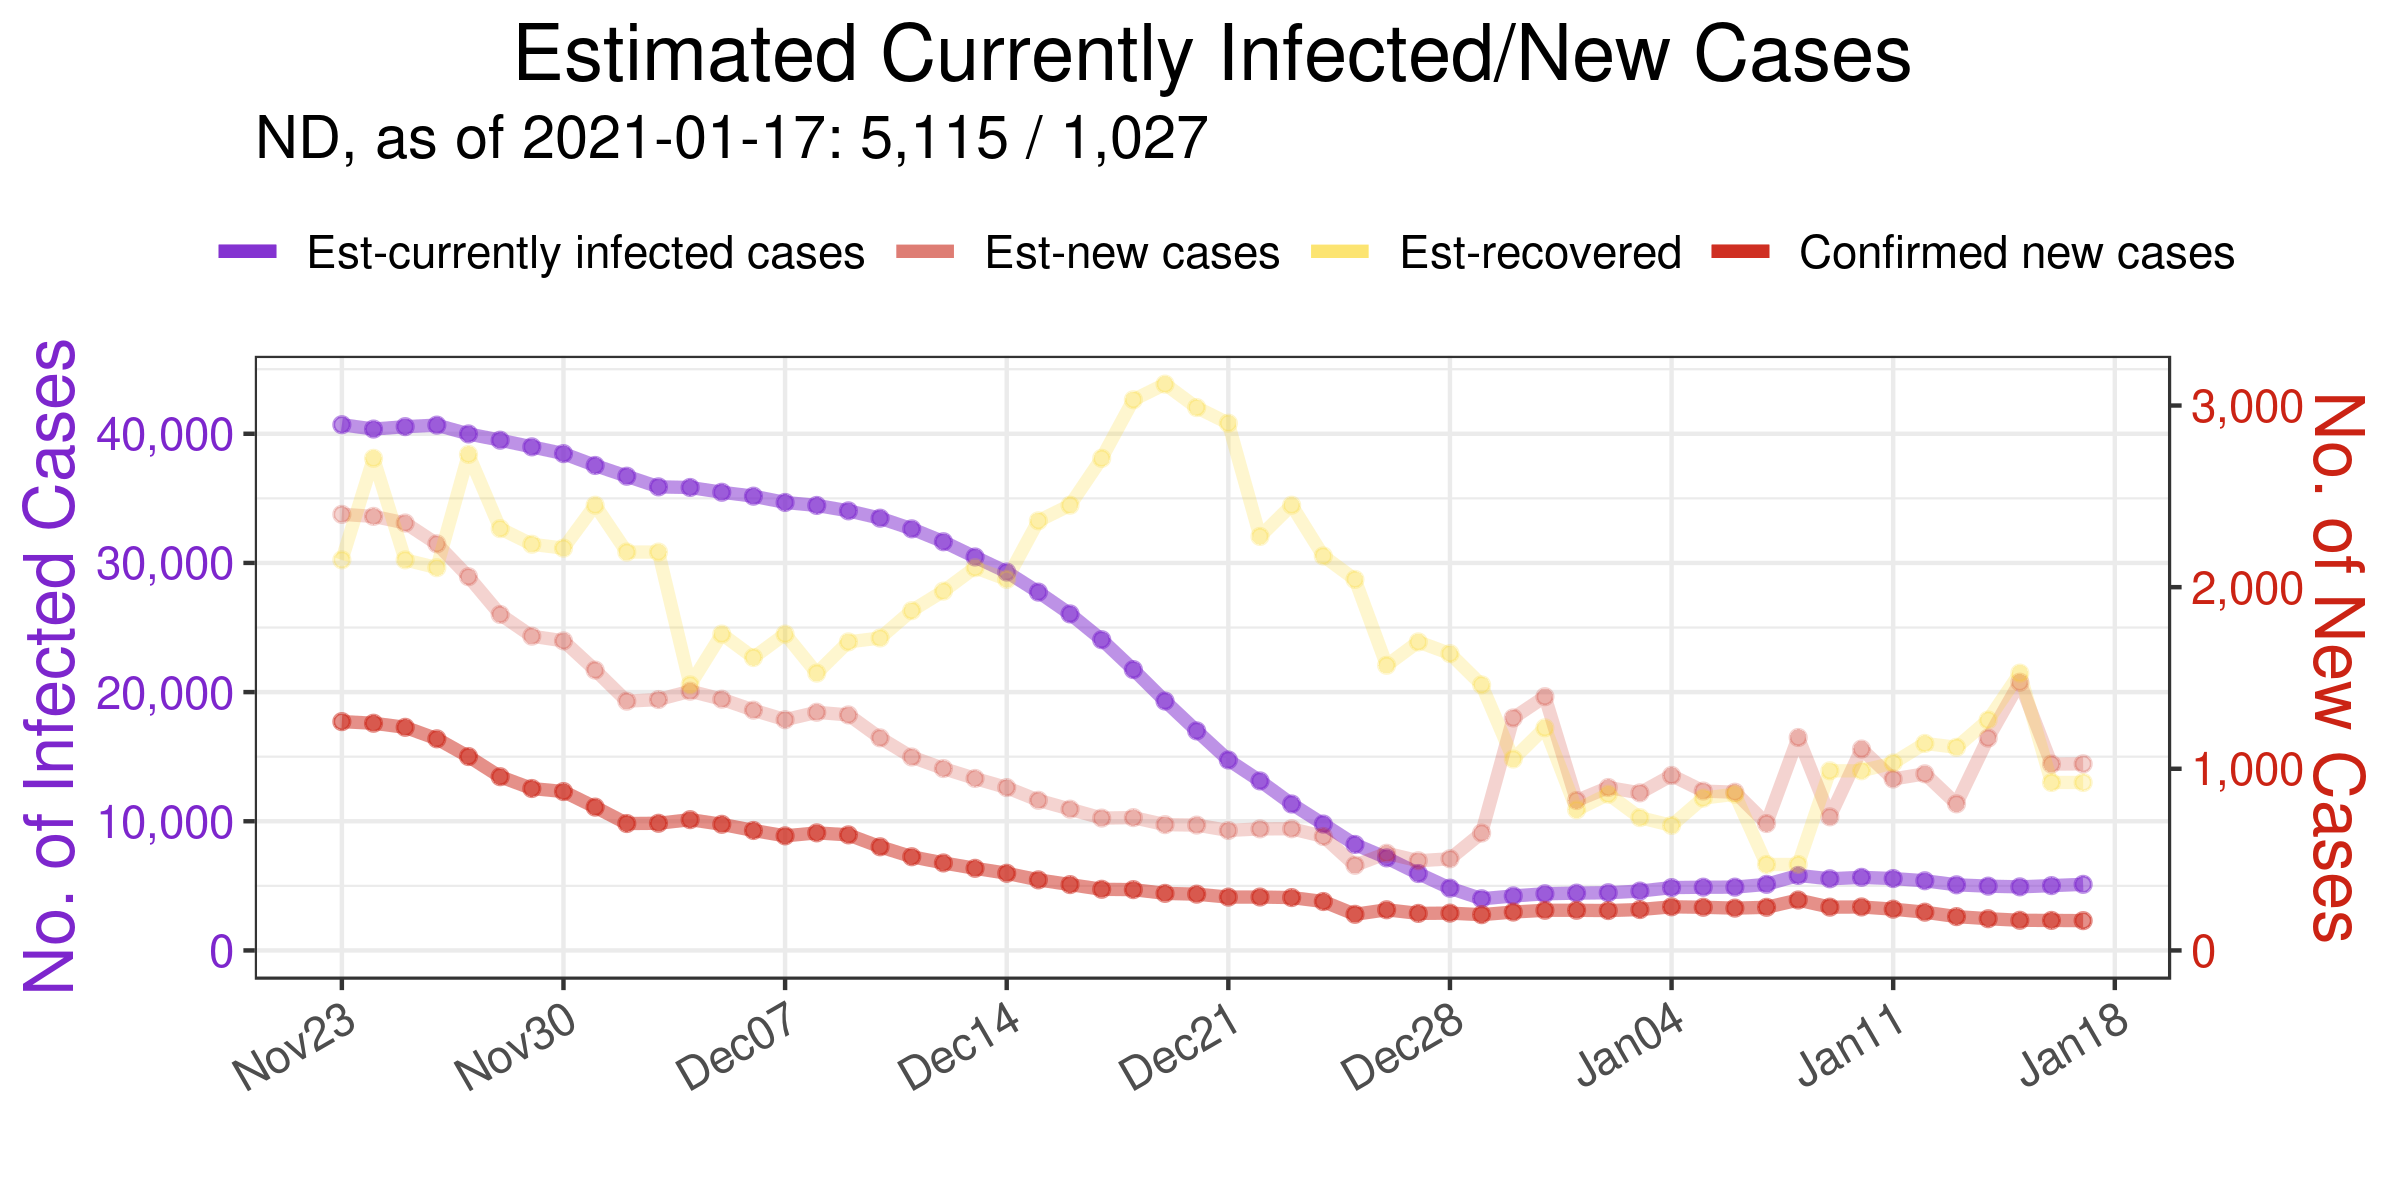 Estimated Currently Infected/New Cases
ND, as of 2021-01-17: 5,115 / 1,027
Est-currently infected cases Est-new cases Est-recovered Confirmed new cases
No. of Infected Cases
40,000
30,000
20,000
10,000
0
3,000
2,000
1,000
0
No. of New Cases
Nov23 Nov30 Dec07 Dec14 Dec21 Dec28 Jan04 Jan11 Jan18